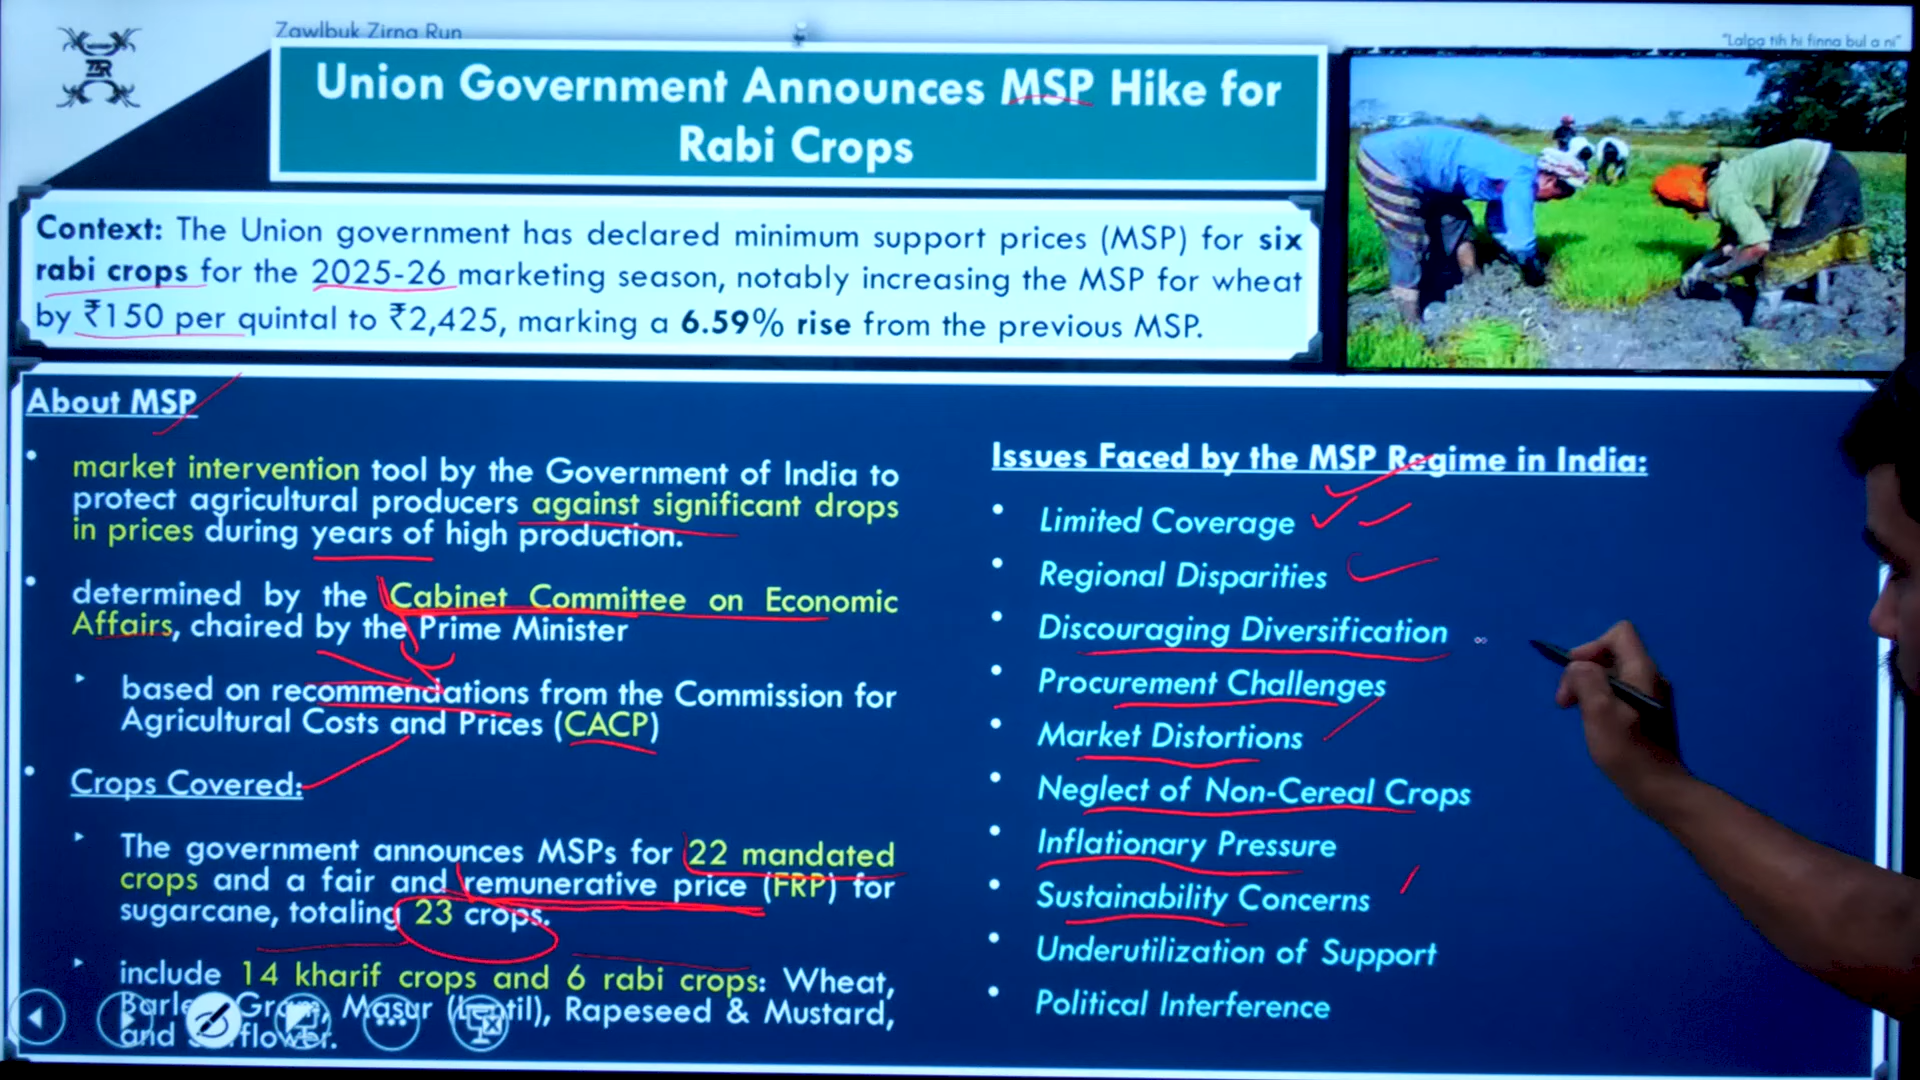 Zawlbuk Zirna Run
"Lalpa tih hi finna bul a ni"
ZR
Union Government Announces MSP Hike for
Rabi Crops
Context: The Union government has declared minimum support prices (MSP) for six
rabi crops for the 2025-26 marketing season, notably increasing the MSP for wheat
by ₹150 per quintal to ₹2,425, marking a 6.59% rise from the previous MSP.
About MSP
• market intervention tool by the Government of India to
protect agricultural producers against significant drops
in prices during years of high production.
• determined by the Cabinet Committee on Economic
Affairs, chaired by the Prime Minister
‣ based on recommendations from the Commission for
Agricultural Costs and Prices (CACP)
• Crops Covered:
‣ The government announces MSPs for 22 mandated
crops and a fair and remunerative price (FRP) for
sugarcane, totaling 23 crops.
‣ include 14 kharif crops and 6 rabi crops: Wheat,
Masur Rapeseed & Mustard,
and
Issues Faced by the MSP Regime in India:
• Limited Coverage
• Regional Disparities
• Discouraging Diversification
• Procurement Challenges
• Market Distortions
• Neglect of Non-Cereal Crops
• Inflationary Pressure
• Sustainability Concerns
• Underutilization of Support
• Political Interference